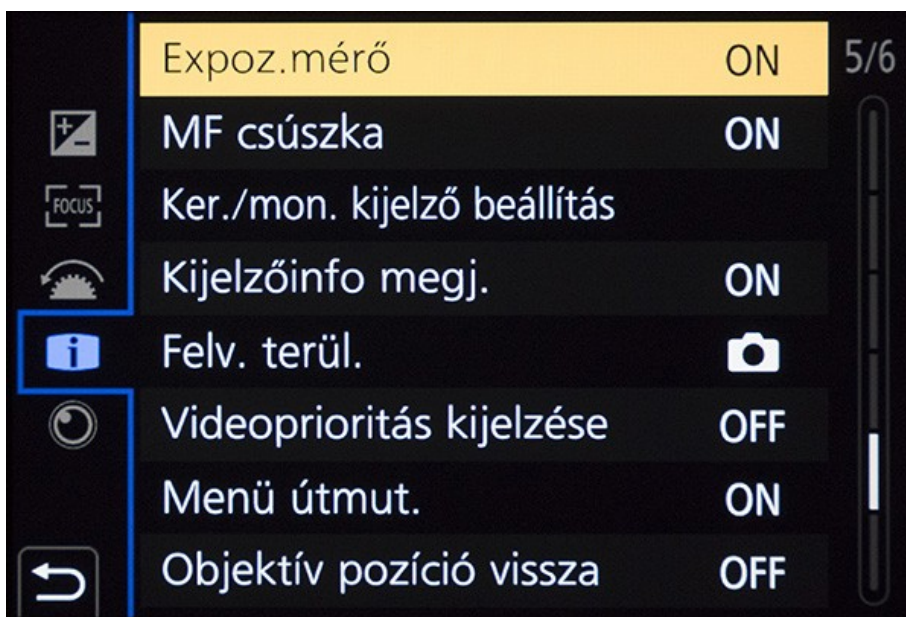 Expoz.mérő ON 5/6
MF csúszka ON
FOCUS
Ker./mon. kijelző beállítás
Kijelzőinfo megj. ON
Felv. terül.
Videoprioritás kijelzése OFF
Menü útmut. ON
Objektív pozíció vissza OFF